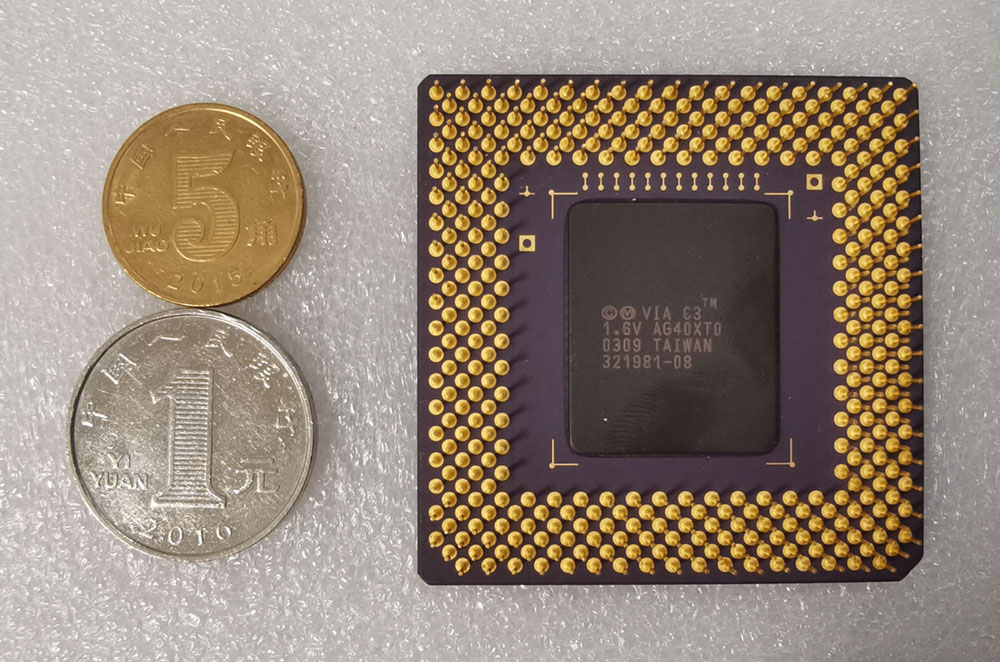 中国人民银行
5
WU
JIAO
角
2015
中国人民银行
1
YI
YUAN
元
2016
©Ⓜ VIA C3™
1.6V AG40XT0
0309 TAIWAN
321981-08